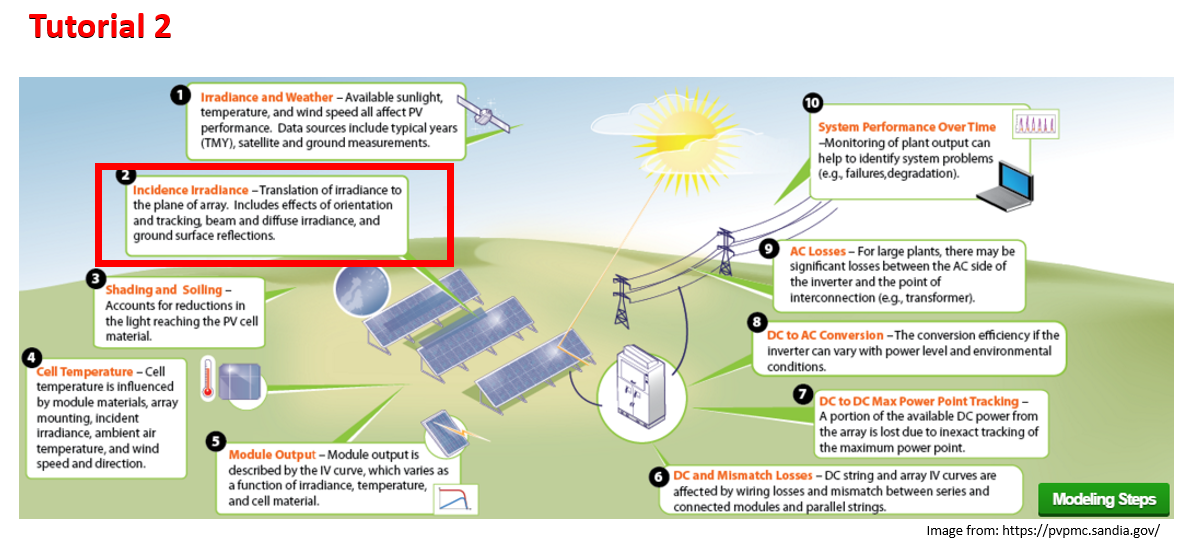 Tutorial 2
1
Irradiance and Weather – Available sunlight,
temperature, and wind speed all affect PV
performance. Data sources include typical years
(TMY), satellite and ground measurements.
2
Incidence Irradiance – Translation of irradiance to
the plane of array. Includes effects of orientation
and tracking, beam and diffuse irradiance, and
ground surface reflections.
3
Shading and Soiling –
Accounts for reductions in
the light reaching the PV cell
material.
4
Cell Temperature – Cell
temperature is influenced
by module materials, array
mounting, incident
irradiance, ambient air
temperature, and wind
speed and direction.
5
Module Output – Module output is
described by the IV curve, which varies as
a function of irradiance, temperature,
and cell material.
6
DC and Mismatch Losses – DC string and array IV curves are
affected by wiring losses and mismatch between series and
connected modules and parallel strings.
7
DC to DC Max Power Point Tracking –
A portion of the available DC power from
the array is lost due to inexact tracking of
the maximum power point.
8
DC to AC Conversion – The conversion efficiency if the
inverter can vary with power level and environmental
conditions.
9
AC Losses – For large plants, there may be
significant losses between the AC side of
the inverter and the point of
interconnection (e.g., transformer).
10
System Performance Over Time
–Monitoring of plant output can
help to identify system problems
(e.g., failures,degradation).
Modeling Steps
Image from: https://pvpmc.sandia.gov/